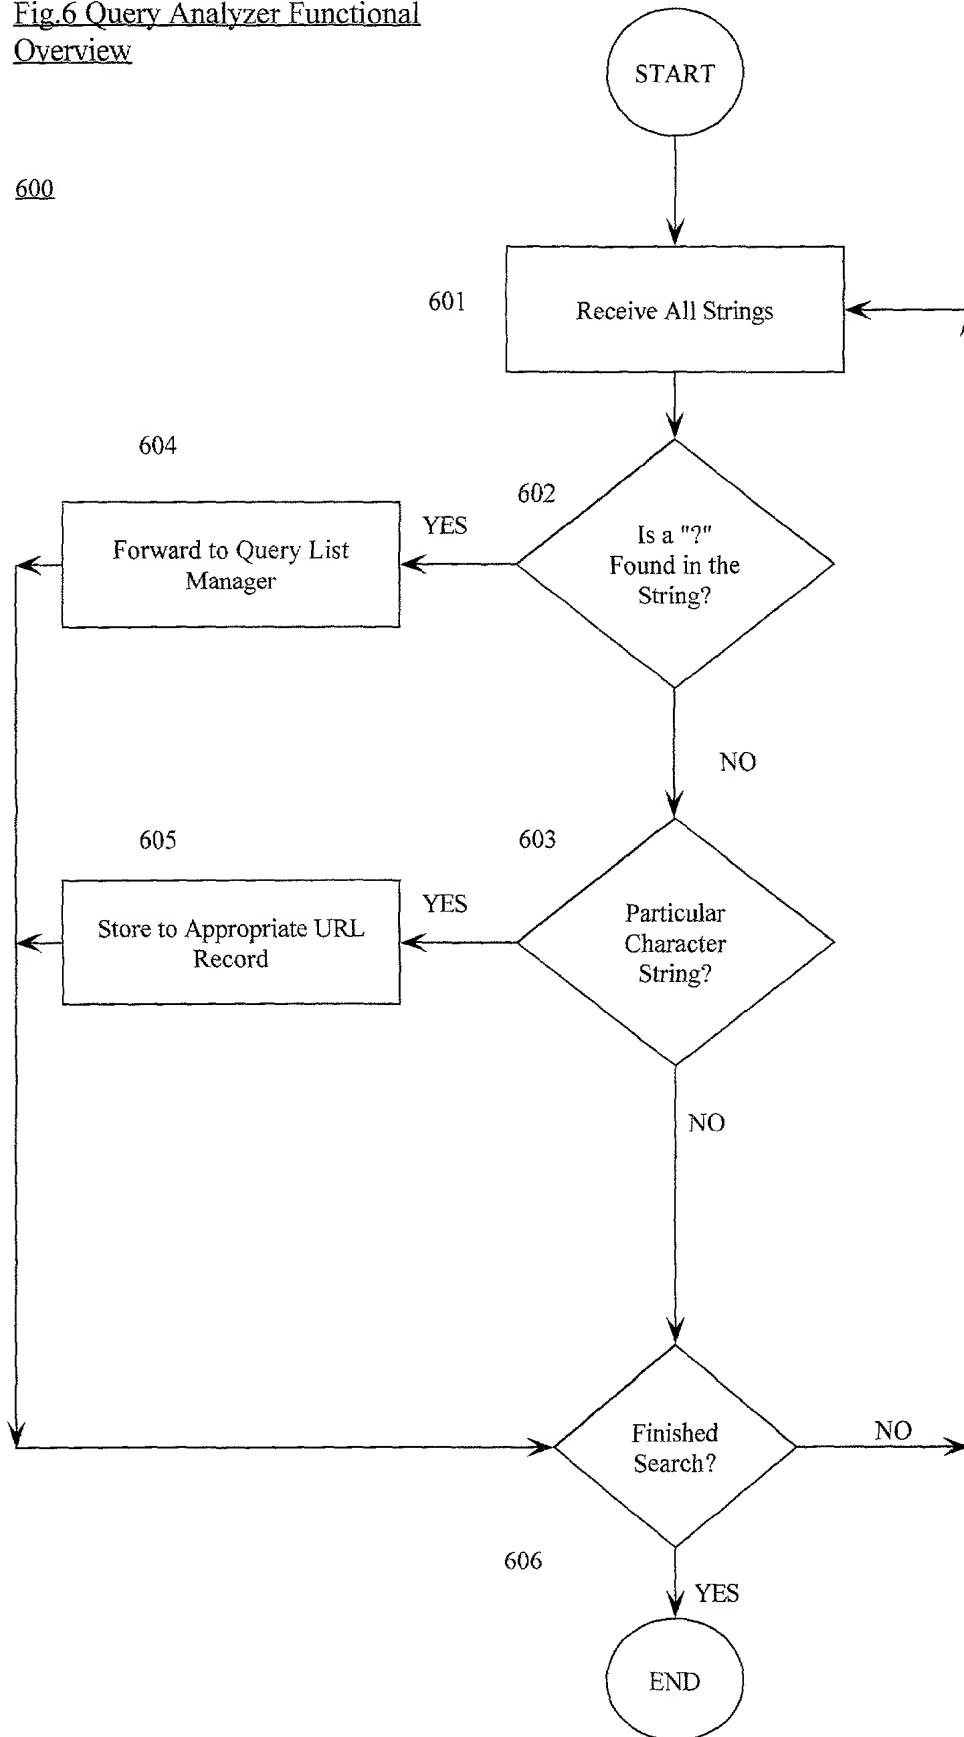 Fig.6 Query Analyzer Functional
Overview
START
600
601
Receive All Strings
604
602
YES
Forward to Query List
Manager
Is a "?"
Found in the
String?
NO
605
603
YES
Store to Appropriate URL
Record
Particular
Character
String?
NO
Finished
Search?
NO
606
YES
END